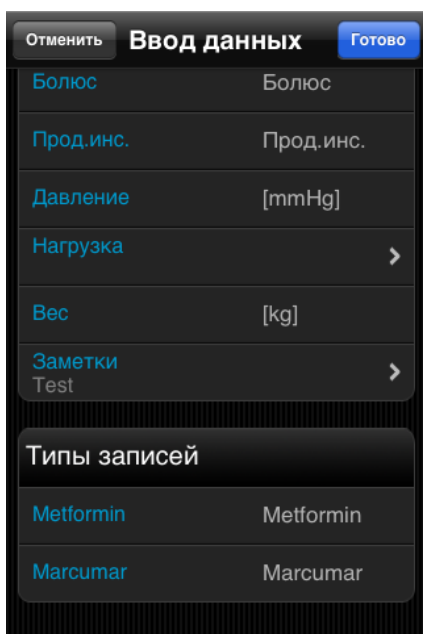 Отменить Ввод данных Готово
Болюс Болюс
Прод.инс. Прод.инс.
Давление [mmHg]
Нагрузка
Вес [kg]
Заметки
Test
Типы записей
Metformin Metformin
Marcumar Marcumar